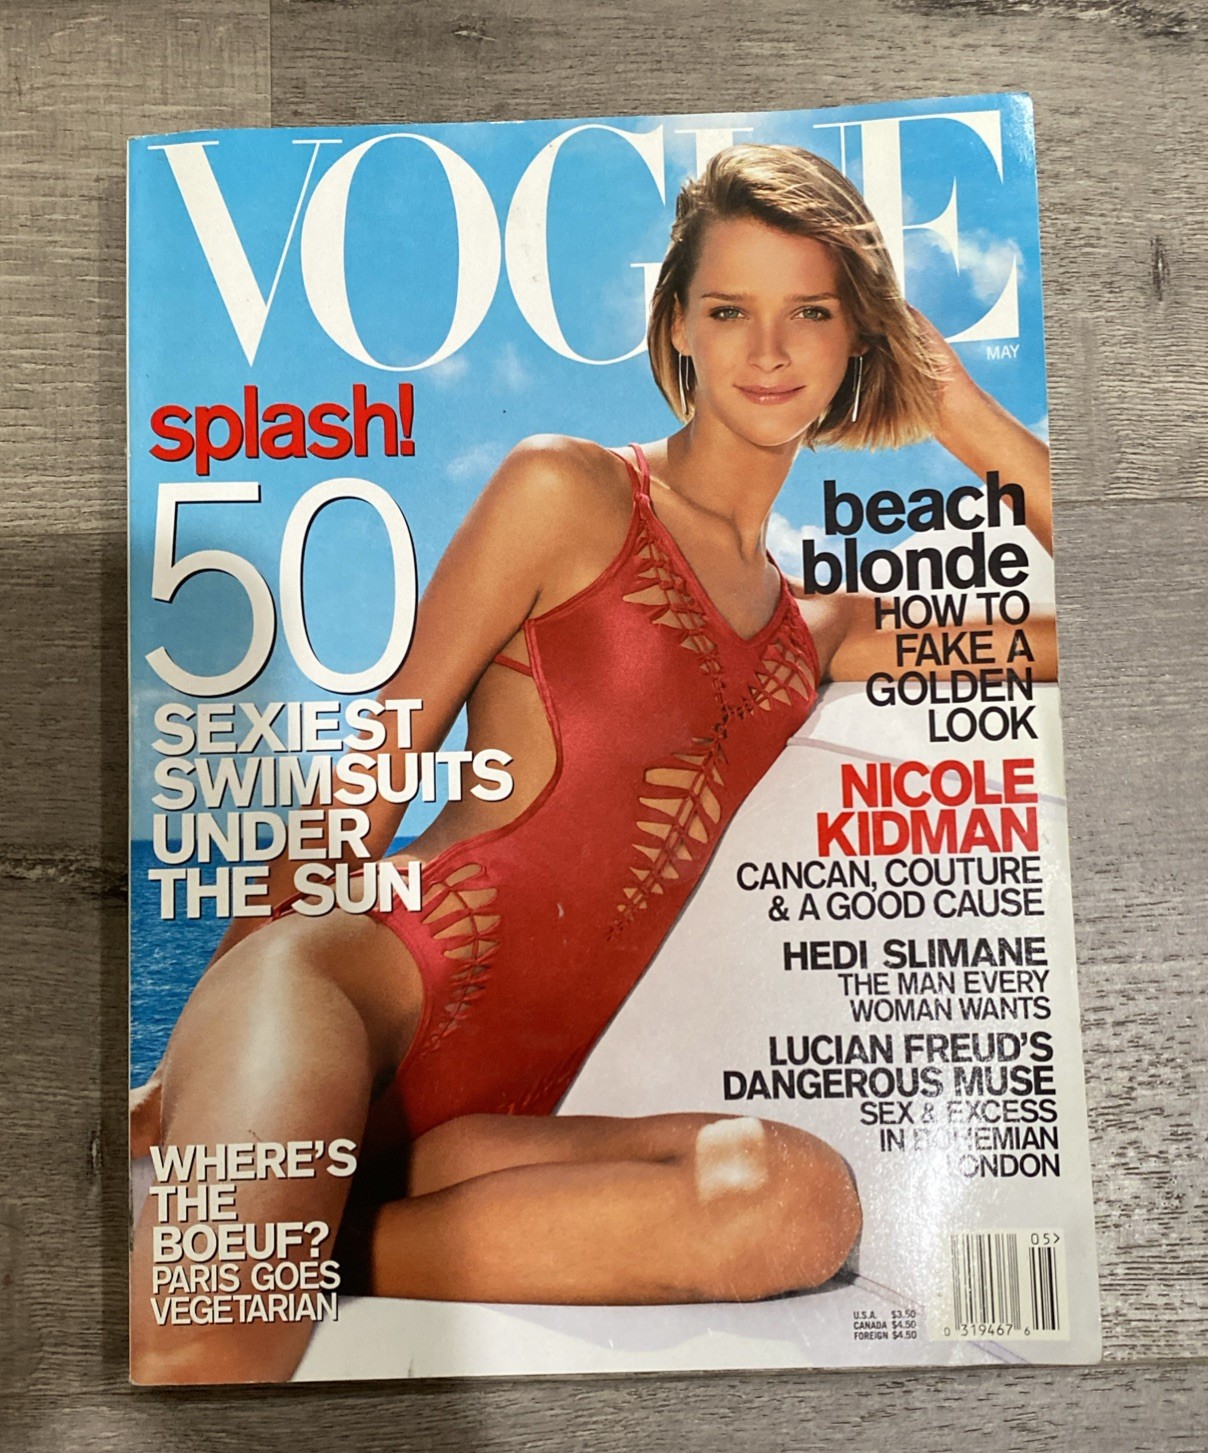 VOGUE
MAY
splash!
50
SEXIEST
SWIMSUITS
UNDER
THE SUN
beach
blonde
HOW TO
FAKE A
GOLDEN
LOOK
NICOLE
KIDMAN
CANCAN, COUTURE
& A GOOD CAUSE
HEDI SLIMANE
THE MAN EVERY
WOMAN WANTS
LUCIAN FREUD'S
DANGEROUS MUSE
SEX & EXCESS
IN BOHEMIAN
LONDON
WHERE'S
THE
BOEUF?
PARIS GOES
VEGETARIAN
U.S.A. $3.50
CANADA $4.50
FOREIGN $4.50
05>
0 319467 6